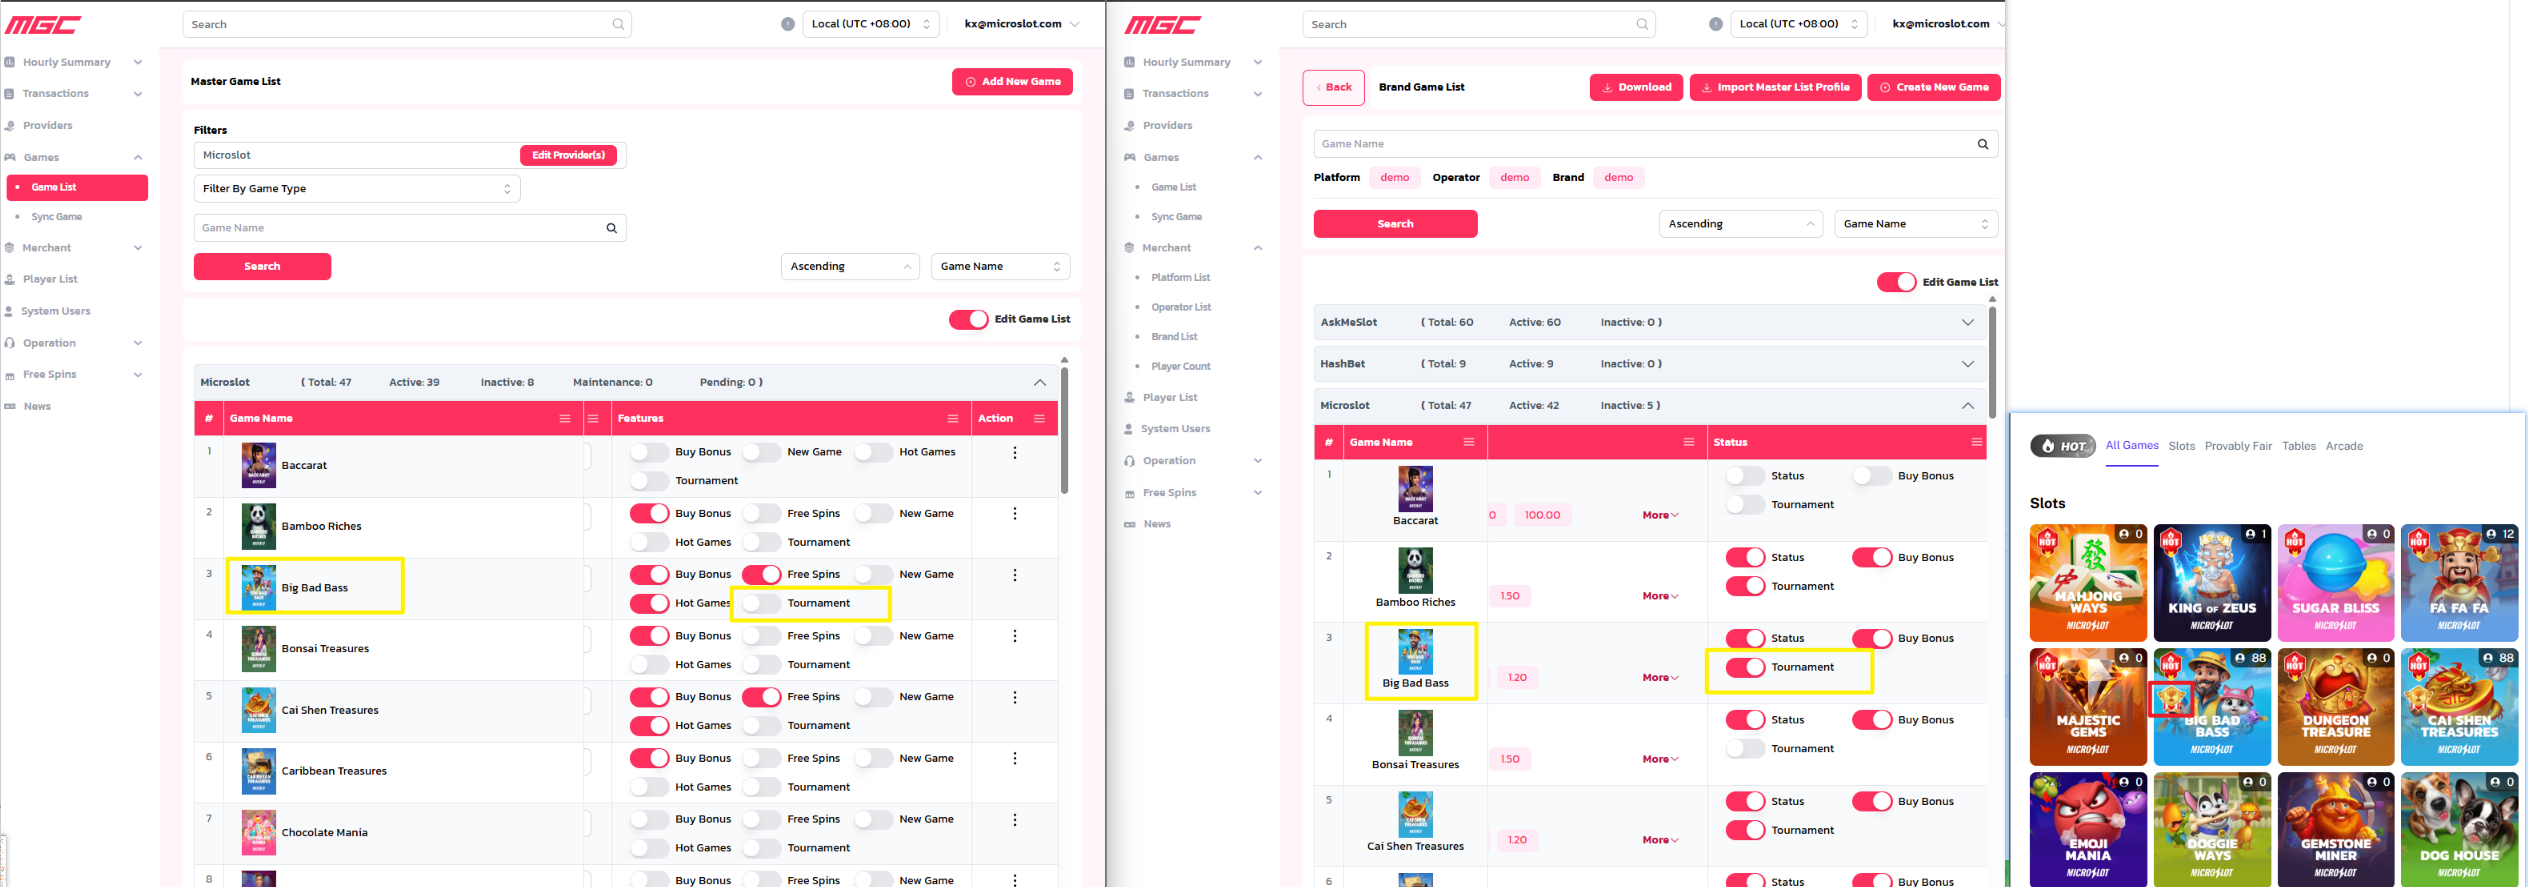 MGC
Search
Local (UTC +08:00)
kx@microslot.com
Hourly Summary
Transactions
Providers
Games
Game List
Sync Game
Merchant
Player List
System Users
Operation
Free Spins
News
Master Game List
Add New Game
Filters
Microslot
Edit Provider(s)
Filter By Game Type
Game Name
Search
Ascending
Game Name
Edit Game List
Microslot ( Total: 47 Active: 39 Inactive: 8 Maintenance: 0 Pending: 0 )
# Game Name Features Action
1 Baccarat Buy Bonus New Game Hot Games
Tournament
2 Bamboo Riches Buy Bonus Free Spins New Game
Hot Games Tournament
3 Big Bad Bass Buy Bonus Free Spins New Game
Hot Games Tournament
4 Bonsai Treasures Buy Bonus Free Spins New Game
Hot Games Tournament
5 Cai Shen Treasures Buy Bonus Free Spins New Game
Hot Games Tournament
6 Caribbean Treasures Buy Bonus Free Spins New Game
Hot Games Tournament
7 Chocolate Mania Buy Bonus Free Spins New Game
Hot Games Tournament
8 Buy Bonus Free Spins New Game
MGC
Search
Local (UTC +08:00)
kx@microslot.com
Hourly Summary
Transactions
Providers
Games
Game List
Sync Game
Merchant
Platform List
Operator List
Brand List
Player Count
Player List
System Users
Operation
Free Spins
News
Back
Brand Game List
Download
Import Master List Profile
Create New Game
Game Name
Platform demo Operator demo Brand demo
Search
Ascending
Game Name
Edit Game List
AskMeSlot ( Total: 60 Active: 60 Inactive: 0 )
HashBet ( Total: 9 Active: 9 Inactive: 0 )
Microslot ( Total: 47 Active: 42 Inactive: 5 )
# Game Name Status
1 Baccarat 0 100.00 More Status Buy Bonus
Tournament
2 Bamboo Riches 1.50 More Status Buy Bonus
Tournament
3 Big Bad Bass 1.20 More Status Buy Bonus
Tournament
4 Bonsai Treasures 1.50 More Status Buy Bonus
Tournament
5 Cai Shen Treasures 1.20 More Status Buy Bonus
Tournament
6 Status Buy Bonus
HOT All Games Slots Provably Fair Tables Arcade
Slots
HOT 0 發 MAHJONG WAYS MICROSLOT
HOT 1 KING OF ZEUS MICROSLOT
HOT 0 SUGAR BLISS MICROSLOT
HOT 12 FA FA FA MICROSLOT
HOT 0 MAJESTIC GEMS MICROSLOT
HOT 88 BIG BAD BASS MICROSLOT
HOT 0 DUNGEON TREASURE MICROSLOT
HOT 88 CAI SHEN TREASURES MICROSLOT
0 EMOJI MANIA MICROSLOT
0 DOGGIE WAYS MICROSLOT
0 GEMSTONE MINER MICROSLOT
0 DOG HOUSE MICROSLOT